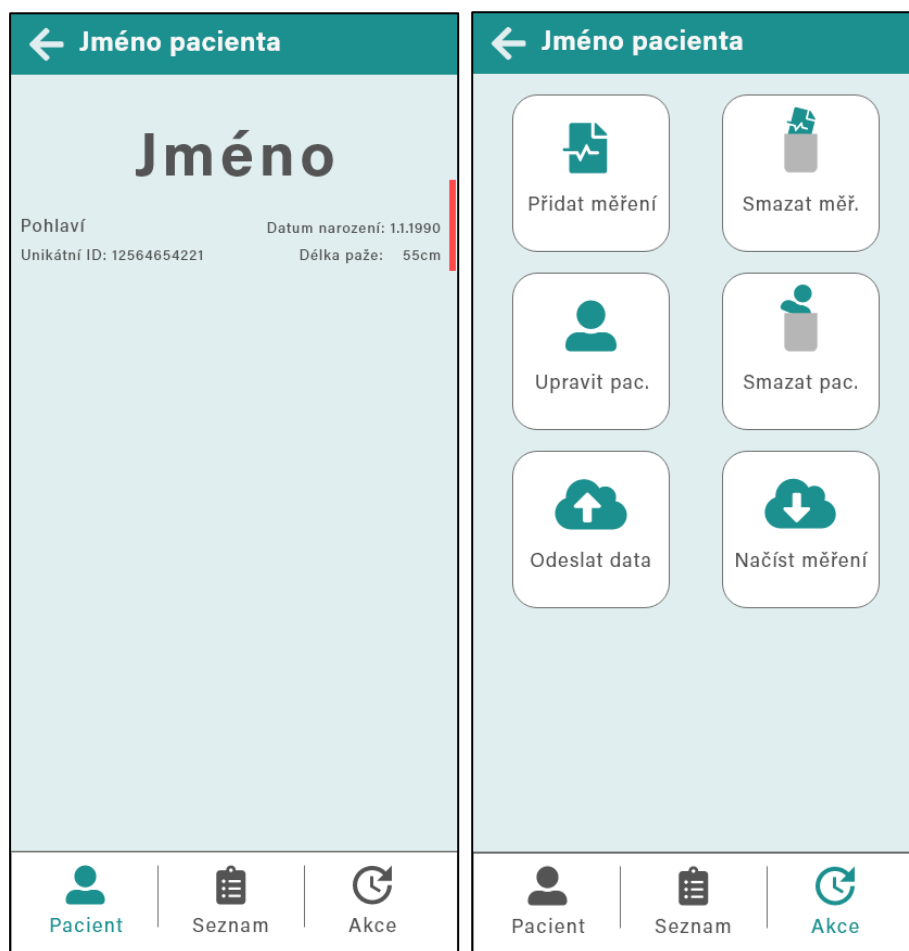 Jméno pacienta
Jméno
Pohlaví
Datum narození: 1.1.1990
Unikátní ID: 12564654221
Délka paže: 55cm
Pacient
Seznam
Akce
Jméno pacienta
Přidat měření
Smazat měř.
Upravit pac.
Smazat pac.
Odeslat data
Načíst měření
Pacient
Seznam
Akce